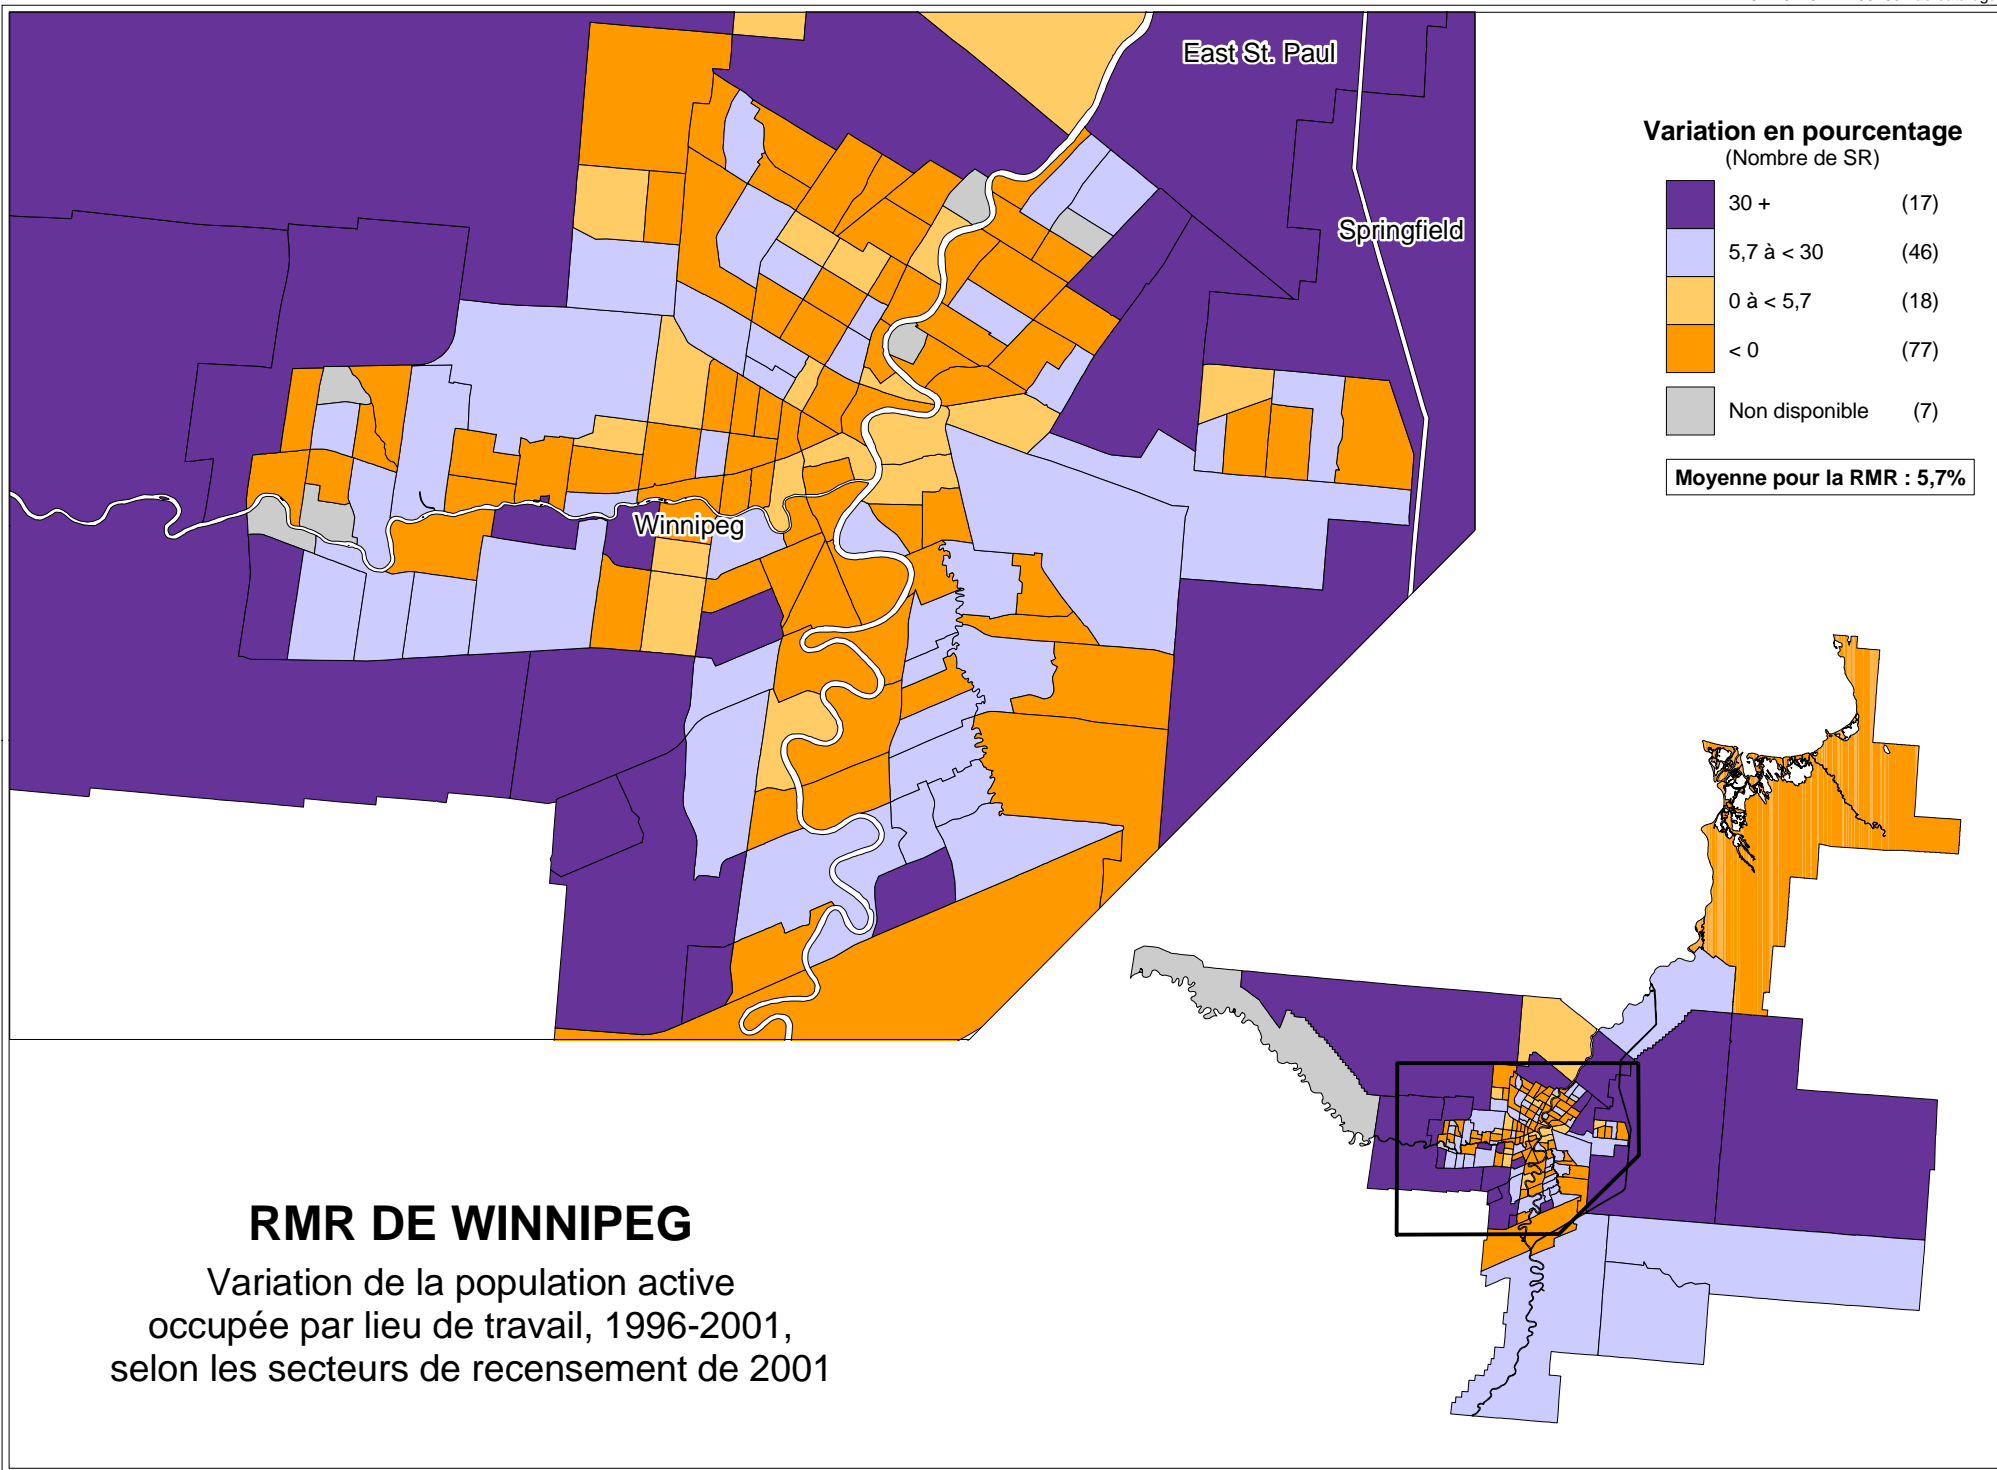 East St. Paul
Springfield
Winnipeg
Variation en pourcentage
(Nombre de SR)
30 + (17)
5,7 à < 30 (46)
0 à < 5,7 (18)
< 0 (77)
Non disponible (7)
Moyenne pour la RMR : 5,7%
RMR DE WINNIPEG
Variation de la population active
occupée par lieu de travail, 1996-2001,
selon les secteurs de recensement de 2001